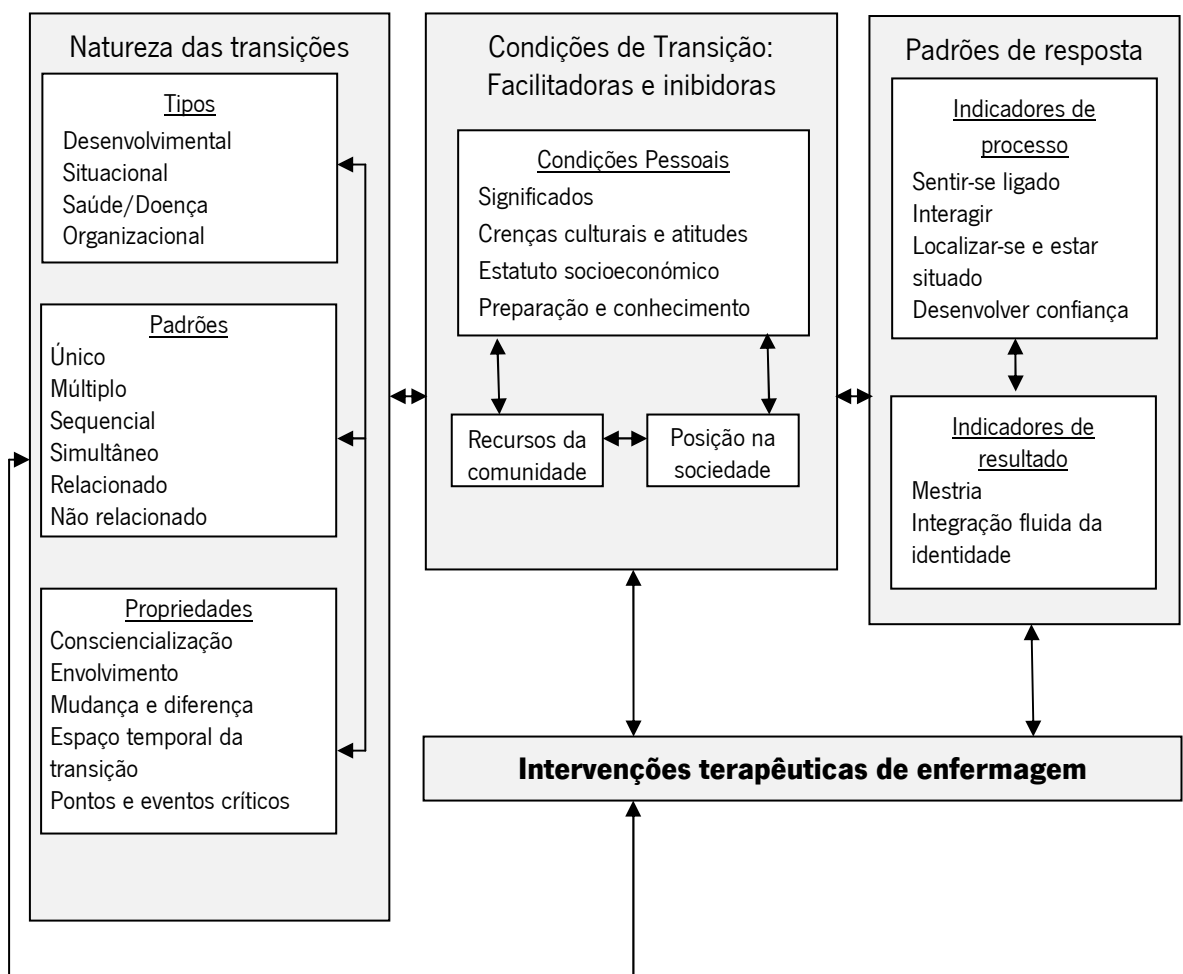 Natureza das transições
Tipos
Desenvolvimental
Situacional
Saúde/Doença
Organizacional
Padrões
Único
Múltiplo
Sequencial
Simultâneo
Relacionado
Não relacionado
Propriedades
Consciencialização
Envolvimento
Mudança e diferença
Espaço temporal da
transição
Pontos e eventos críticos
Condições de Transição:
Facilitadoras e inibidoras
Condições Pessoais
Significados
Crenças culturais e atitudes
Estatuto socioeconómico
Preparação e conhecimento
Recursos da
comunidade
Posição na
sociedade
Padrões de resposta
Indicadores de
processo
Sentir-se ligado
Interagir
Localizar-se e estar
situado
Desenvolver confiança
Indicadores de
resultado
Mestria
Integração fluida da
identidade
Intervenções terapêuticas de enfermagem